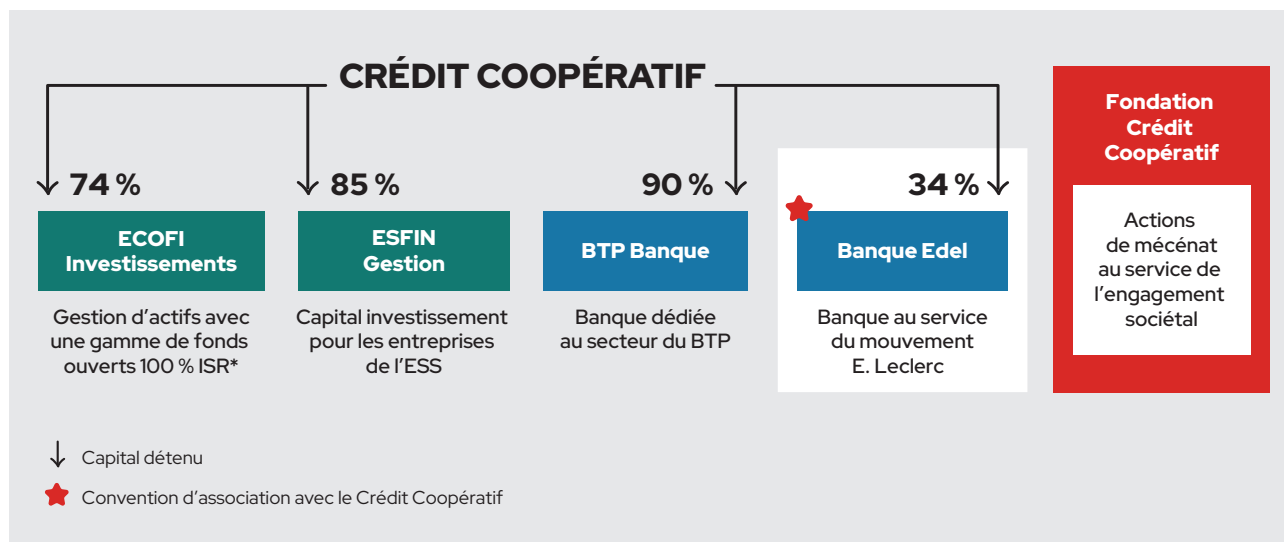 CRÉDIT COOPÉRATIF
74 %
ECOFI
Investissements
Gestion d’actifs avec
une gamme de fonds
ouverts 100 % ISR*
85 %
ESFIN
Gestion
Capital investissement
pour les entreprises
de l’ESS
90 %
BTP Banque
Banque dédiée
au secteur du BTP
34 %
Banque Edel
Banque au service
du mouvement
E. Leclerc
Fondation
Crédit
Coopératif
Actions
de mécénat
au service de
l’engagement
sociétal
Capital détenu
Convention d’association avec le Crédit Coopératif